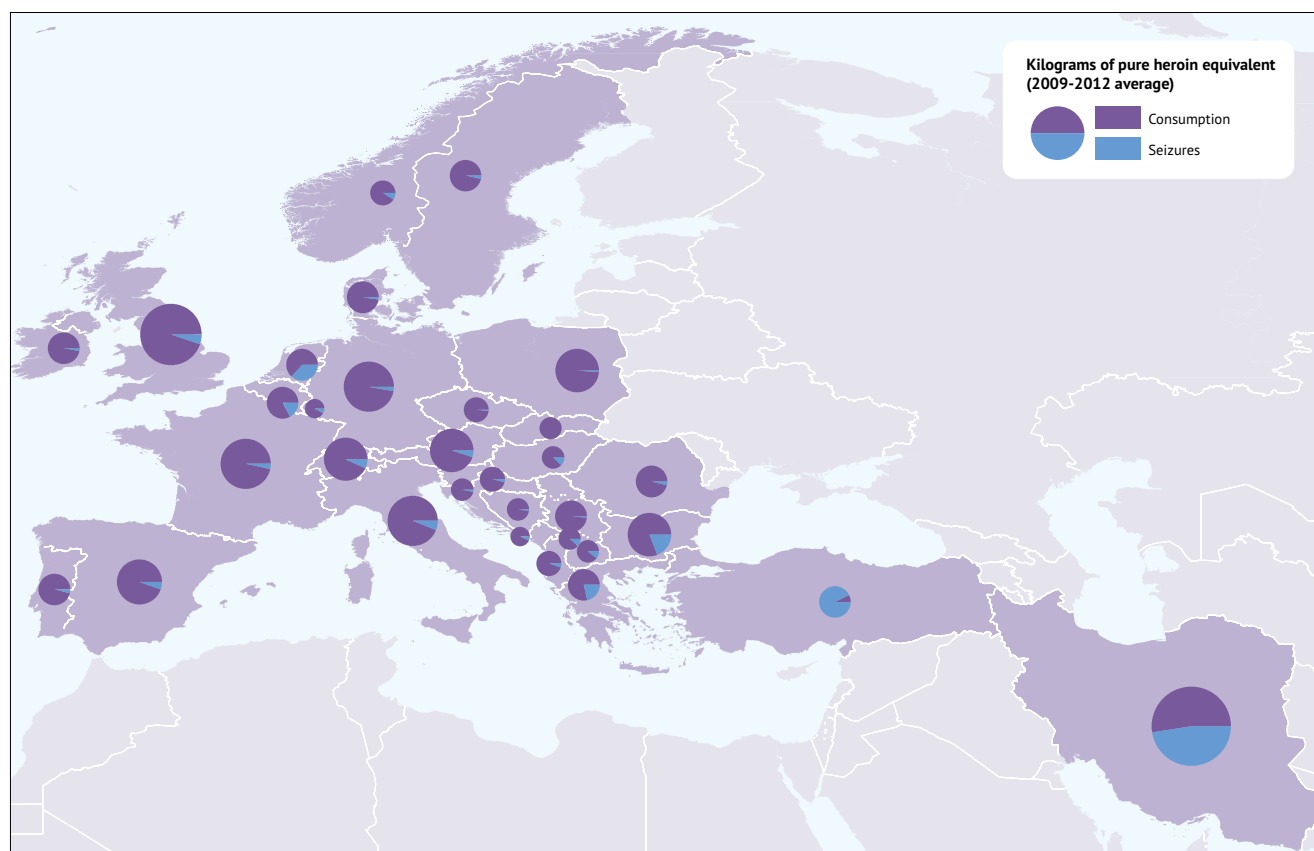 Kilograms of pure heroin equivalent
(2009-2012 average)
Consumption
Seizures